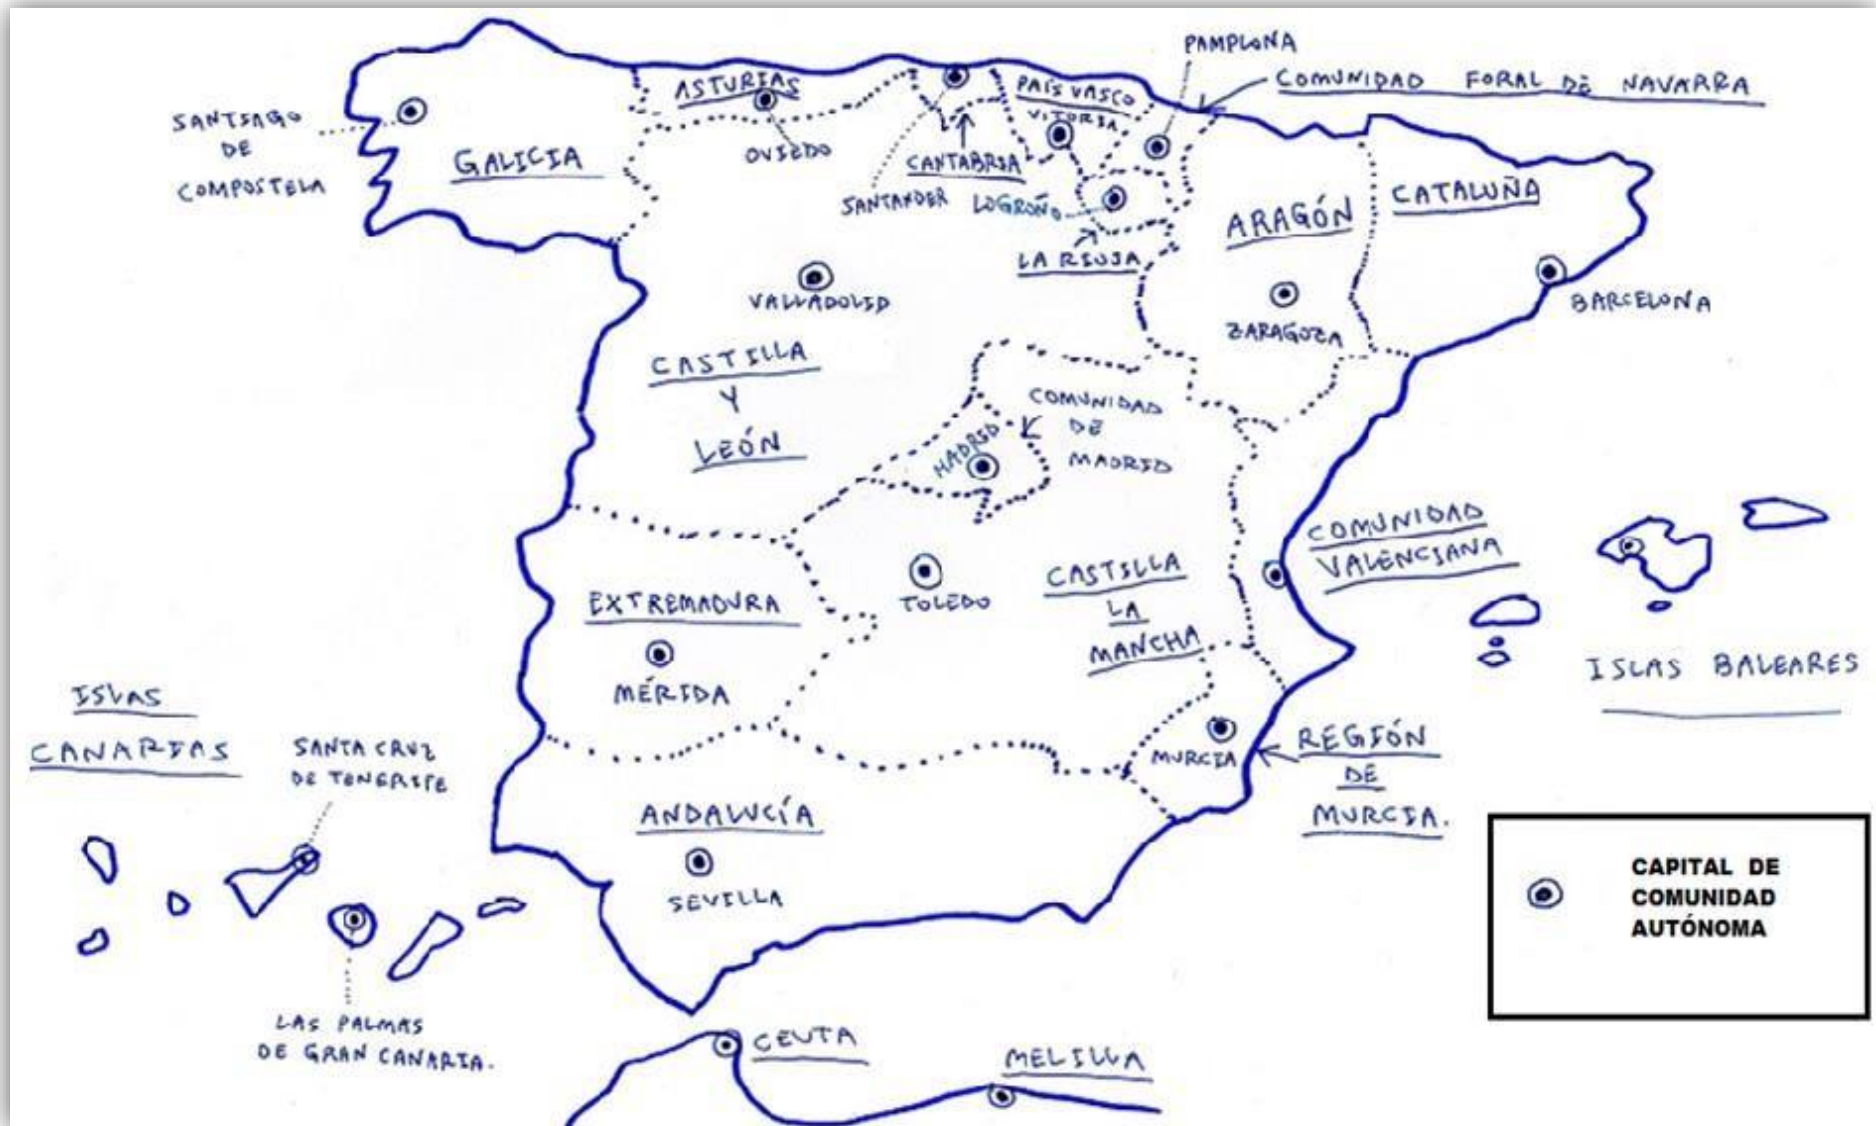 PAMPLONA
COMUNIDAD FORAL DE NAVARRA
ASTURIAS
PAÍS VASCO
VITORIA
SANTIAGO
DE
COMPOSTELA
GALICIA
OVIEDO
CANTABRIA
SANTANDER
LOGROÑO
LA RIOJA
ARAGÓN
CATALUÑA
VALLADOLID
ZARAGOZA
BARCELONA
CASTILLA
Y
LEÓN
COMUNIDAD
DE
MADRID
MADRID
COMUNIDAD
VALENCIANA
EXTREMADURA
TOLEDO
CASTILLA
LA
MANCHA
MÉRIDA
ISLAS BALEARES
ISLAS
CANARIAS
SANTA CRUZ
DE TENERIFE
MURCIA
REGIÓN
DE
MURCIA.
ANDALUCÍA
SEVILLA
CAPITAL DE
COMUNIDAD
AUTÓNOMA
LAS PALMAS
DE GRAN CANARIA.
CEUTA
MELILLA